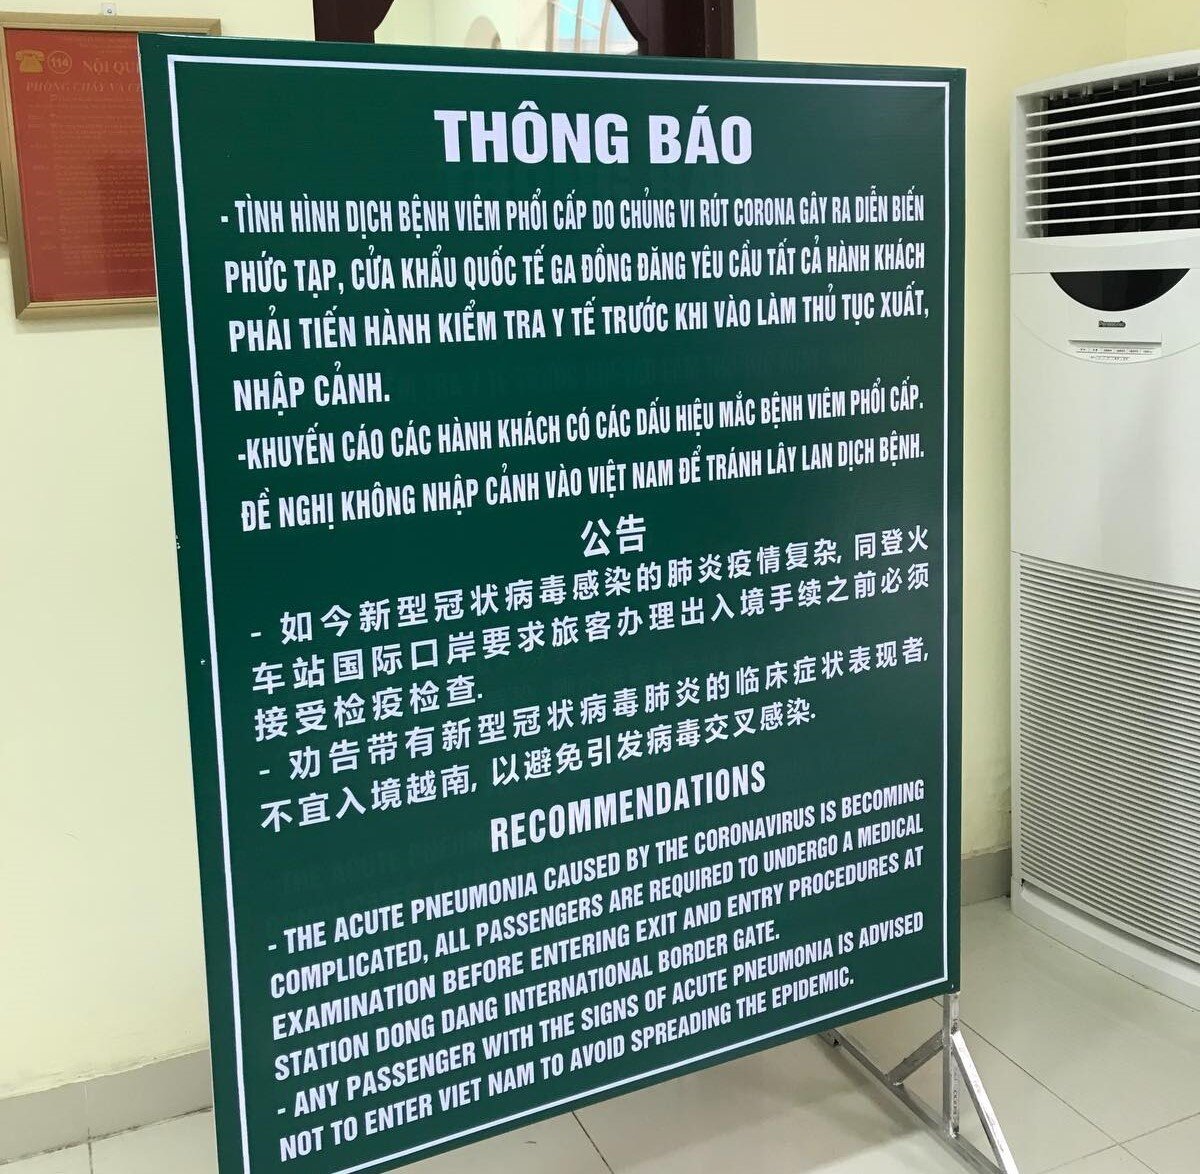 114
NỘI QUY
PHÒNG CHÁY VÀ
THÔNG BÁO
- TÌNH HÌNH DỊCH BỆNH VIÊM PHỔI CẤP DO CHỦNG VI RÚT CORONA GÂY RA DIỄN BIẾN
PHỨC TẠP, CỬA KHẨU QUỐC TẾ GA ĐỒNG ĐĂNG YÊU CẦU TẤT CẢ HÀNH KHÁCH
PHẢI TIẾN HÀNH KIỂM TRA Y TẾ TRƯỚC KHI VÀO LÀM THỦ TỤC XUẤT,
NHẬP CẢNH.
-KHUYẾN CÁO CÁC HÀNH KHÁCH CÓ CÁC DẤU HIỆU MẮC BỆNH VIÊM PHỔI CẤP.
ĐỀ NGHỊ KHÔNG NHẬP CẢNH VÀO VIỆT NAM ĐỂ TRÁNH LÂY LAN DỊCH BỆNH.
公告
- 如今新型冠状病毒感染的肺炎疫情复杂, 同登火
车站国际口岸要求旅客办理出入境手续之前必须
接受检疫检查.
- 劝告带有新型冠状病毒肺炎的临床症状表现者,
不宜入境越南, 以避免引发病毒交叉感染.
RECOMMENDATIONS
- THE ACUTE PNEUMONIA CAUSED BY THE CORONAVIRUS IS BECOMING
COMPLICATED, ALL PASSENGERS ARE REQUIRED TO UNDERGO A MEDICAL
EXAMINATION BEFORE ENTERING EXIT AND ENTRY PROCEDURES AT
STATION DONG DANG INTERNATIONAL BORDER GATE.
- ANY PASSENGER WITH THE SIGNS OF ACUTE PNEUMONIA IS ADVISED
NOT TO ENTER VIET NAM TO AVOID SPREADING THE EPIDEMIC.
Panasonic